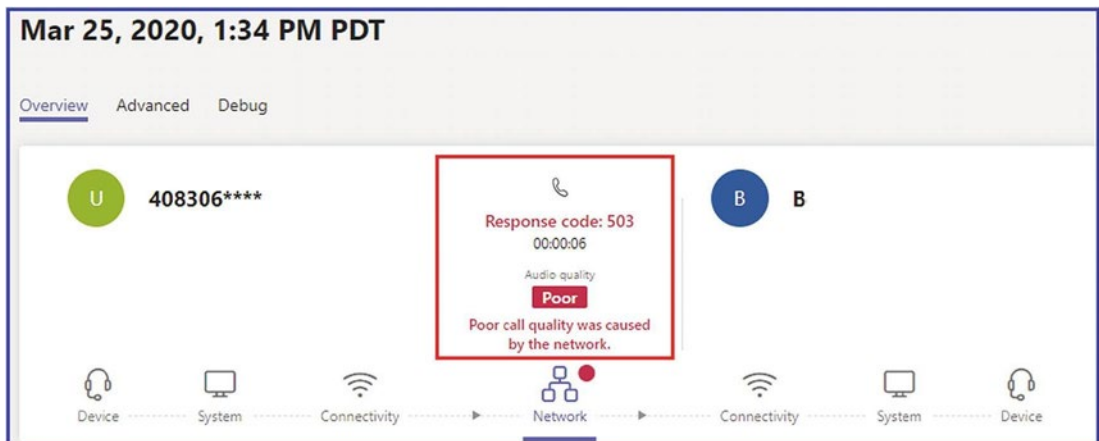 Mar 25, 2020, 1:34 PM PDT
Overview Advanced Debug
U 408306****
Response code: 503
00:00:06
Audio quality
Poor
Poor call quality was caused
by the network.
B B
Device System Connectivity Network Connectivity System Device